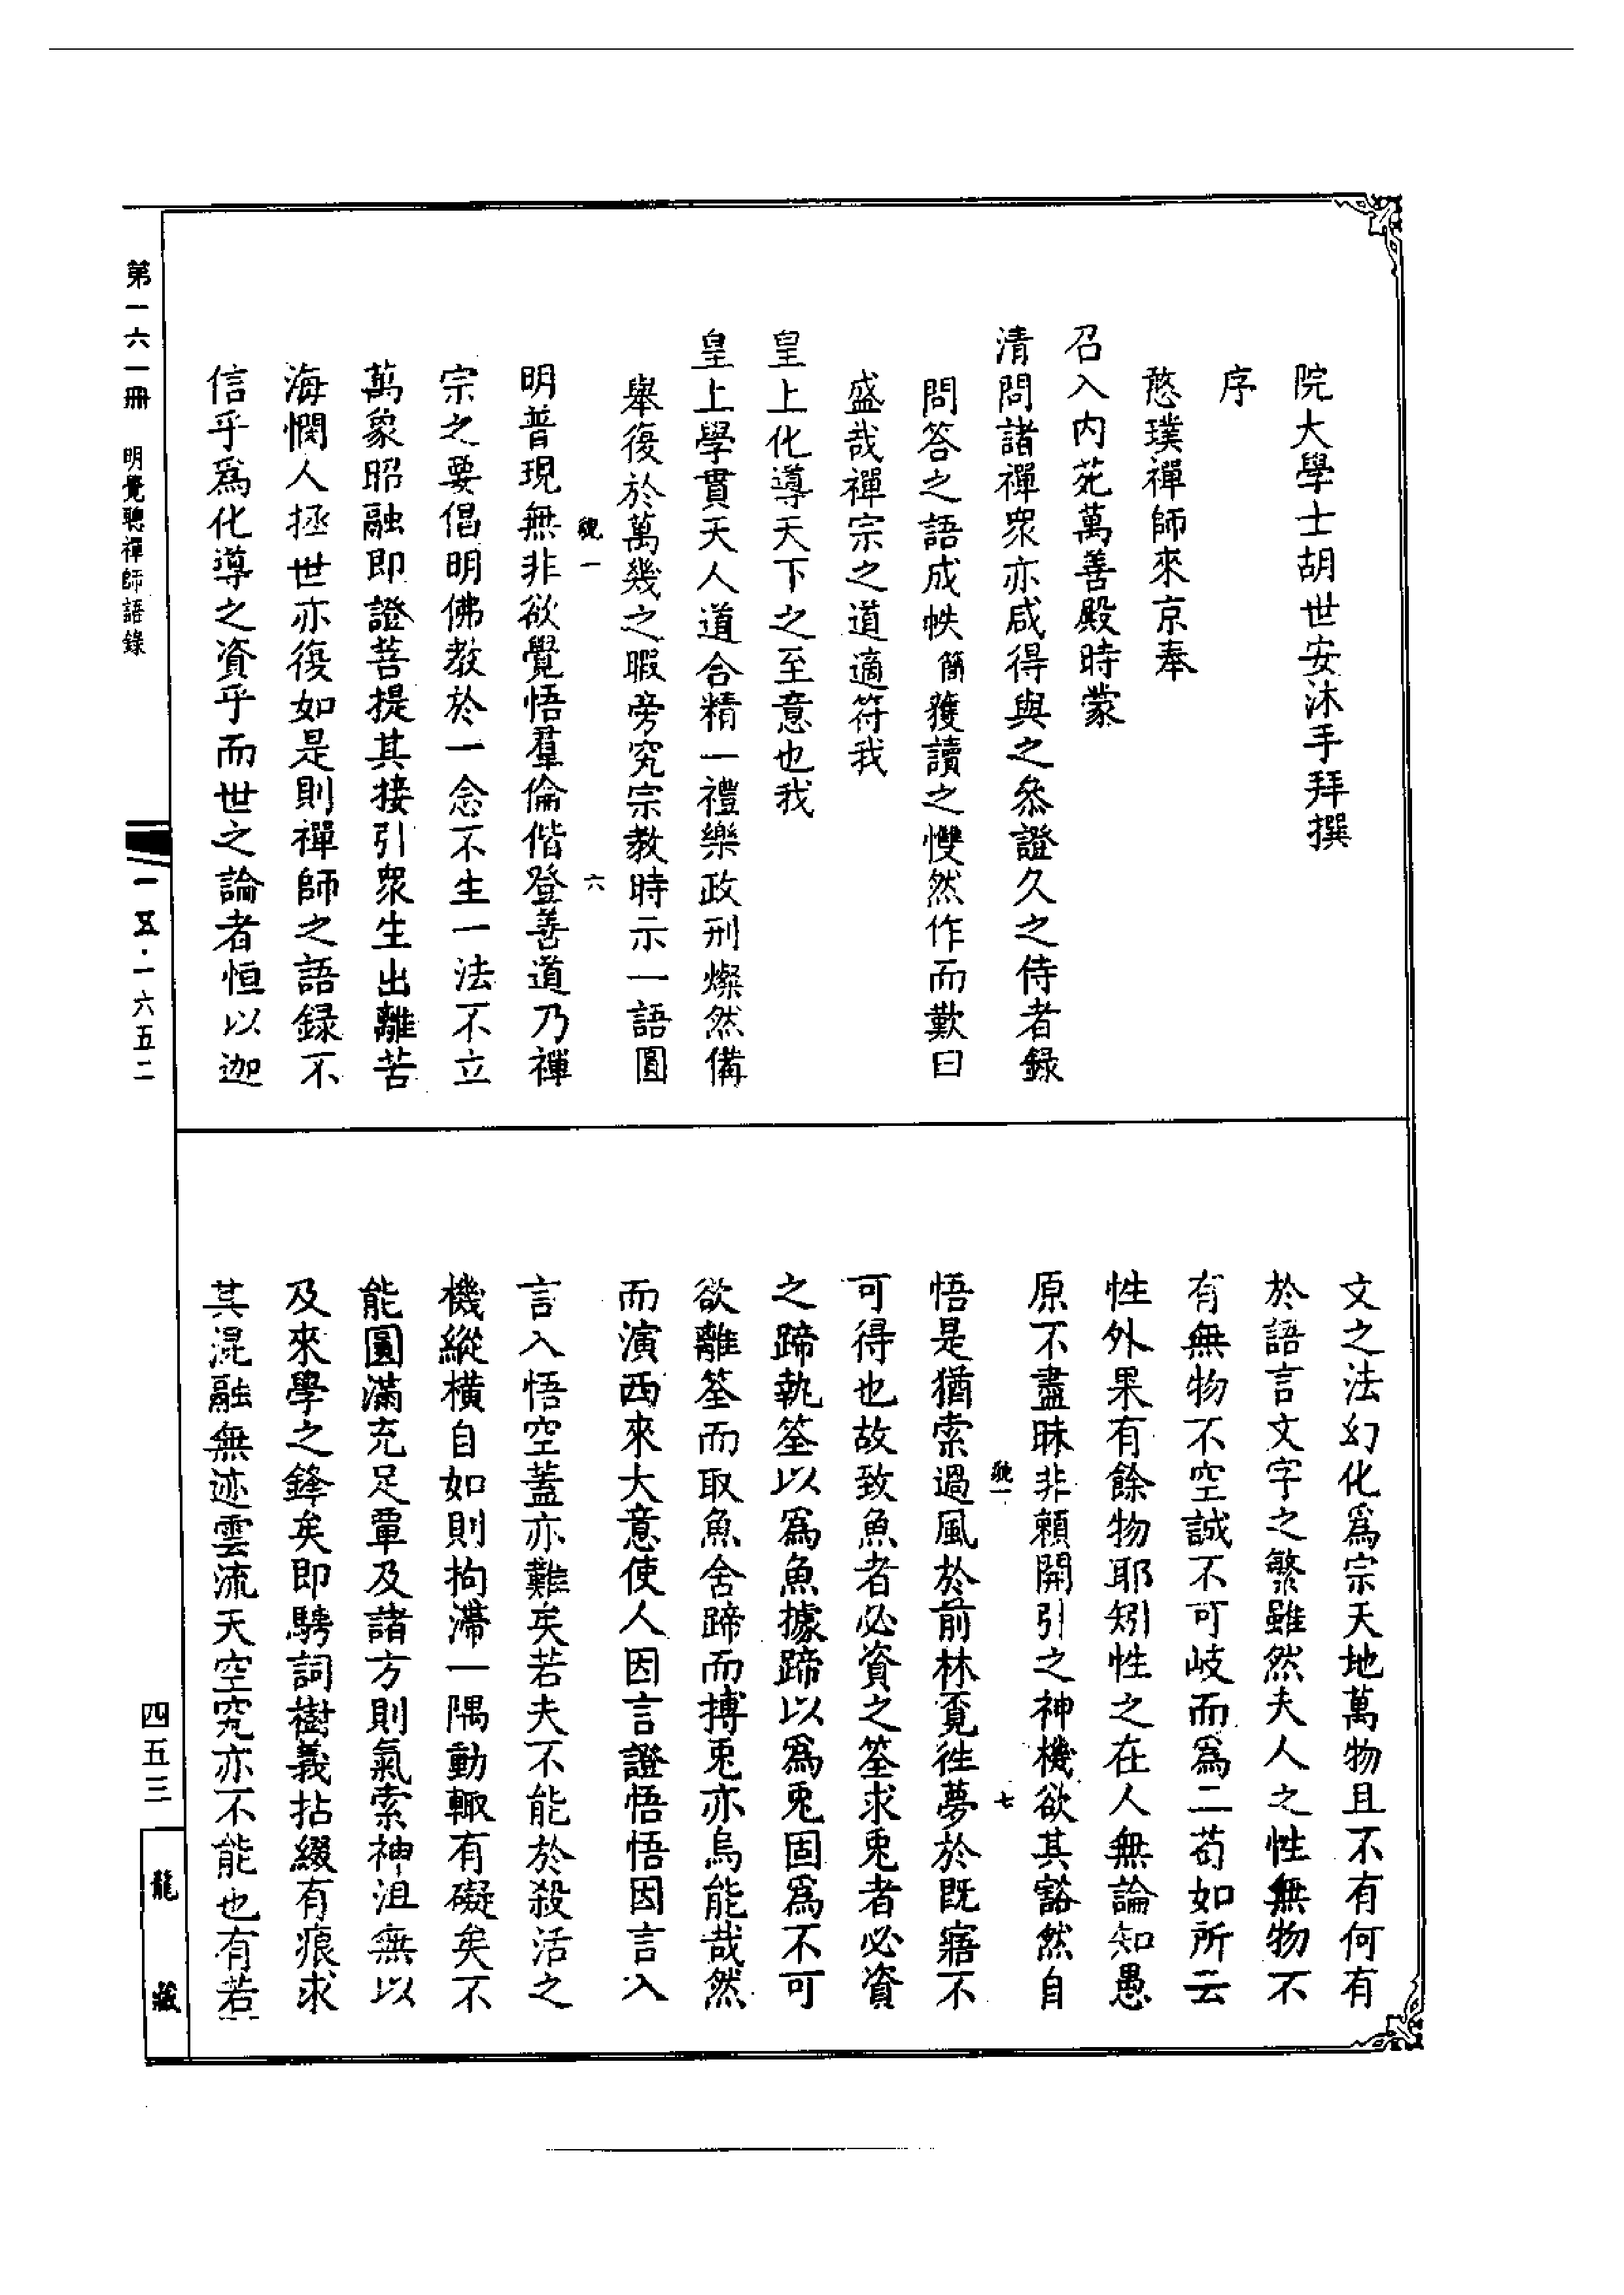 院大學士胡世安沐手拜撰
序
憨璞禪師來京奉
召入內苑萬善殿時蒙
清問諸禪衆亦咸得與之叅證久之侍者錄
問答之語成帙簡獲讀之戄然作而歎曰
盛哉禪宗之道適符我
皇上化導天下之至意也我
皇上學貫天人道合精一禮樂政刑燦然備
舉復於萬幾之暇旁究宗教時示一語圓
一
六
明普現無非欲覺悟羣倫偕登善道乃禪
宗之要倡明佛教於一念不生一法不立
萬象昭融即證菩提其接引衆生出離苦
海憫人拯世亦復如是則禪師之語録不
信乎爲化導之資乎而世之論者恒以迦
文之法幻化爲宗天地萬物且不有何有
於語言文字之繁雖然夫人之性無物不
有無物不空誠不可岐而爲二苟如所云
性外果有餘物耶矧性之在人無論知愚
原不盡昧非賴開引之神機欲其豁然自
一
七
悟是猶索過風於前林覓徃夢於既寤不
可得也故致魚者必資之筌求兎者必資
之蹄執筌以爲魚據蹄以爲兎固爲不可
欲離筌而取魚舍蹄而搏兎亦烏能哉然
而演西來大意使人因言證悟悟因言入
言入悟空蓋亦難矣若夫不能於殺活之
機縱橫自如則拘滯一隅動輙有礙矣不
能圓滿充足覃及諸方則氣索神沮無以
及來學之鋒矣即騁詞樹義拈綴有痕求
其混融無迹雲流天空究亦不能也有若
第一六一冊 明覺聰禪師語錄
一五·一六五二
四五三
龍藏